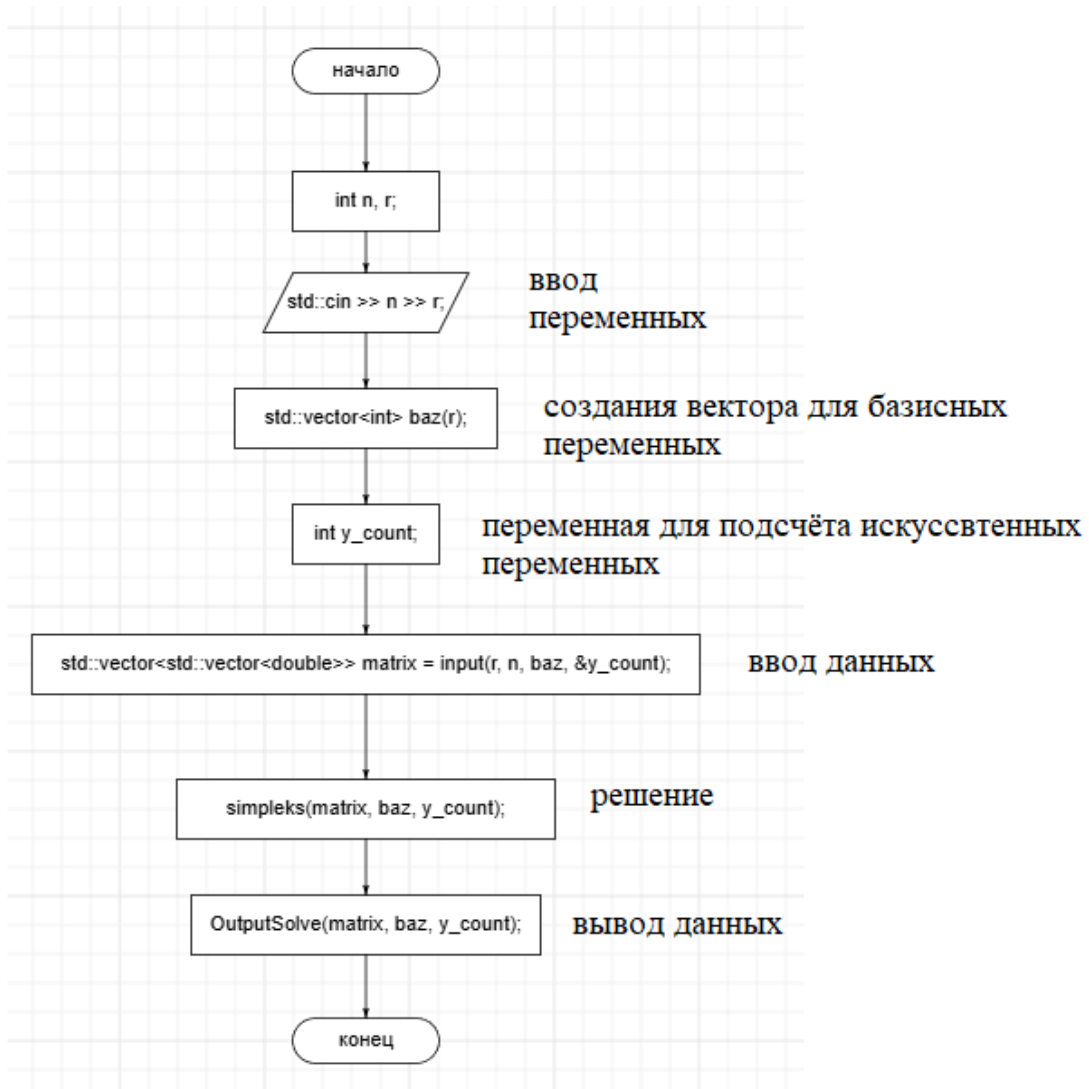 начало
int n, r;
std::cin >> n >> r;
ввод
переменных
std::vector<int> baz(r);
создания вектора для базисных
переменных
int y_count;
переменная для подсчёта искуссвтенных
переменных
std::vector<std::vector<double>> matrix = input(r, n, baz, &y_count);
ввод данных
simpleks(matrix, baz, y_count);
решение
OutputSolve(matrix, baz, y_count);
вывод данных
конец